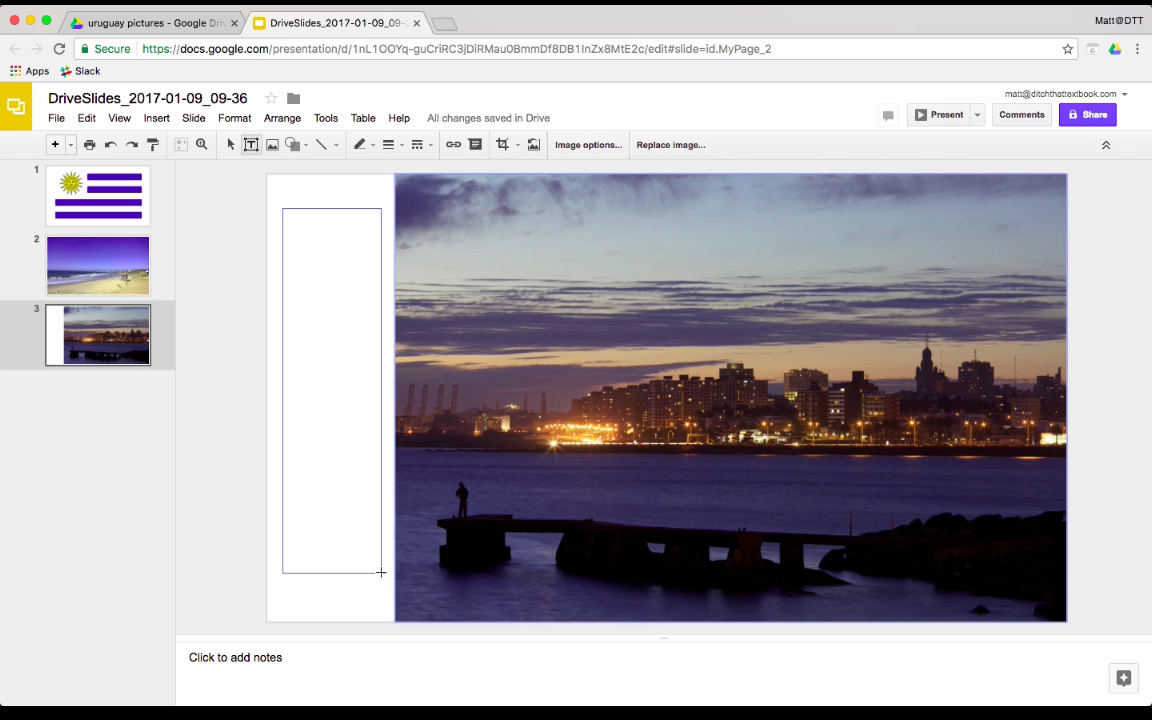 uruguay pictures - Google Dri
DriveSlides_2017-01-09_09-
Matt@DTT
Secure https://docs.google.com/presentation/d/1nL1OOYq-guCriRC3jDiRMau0BmmDf8DB1InZx8MtE2c/edit#slide=id.MyPage_2
Apps Slack
DriveSlides_2017-01-09_09-36
matt@ditchthattextbook.com
File Edit View Insert Slide Format Arrange Tools Table Help All changes saved in Drive
Present Comments Share
Image options... Replace image...
1
2
3
Click to add notes